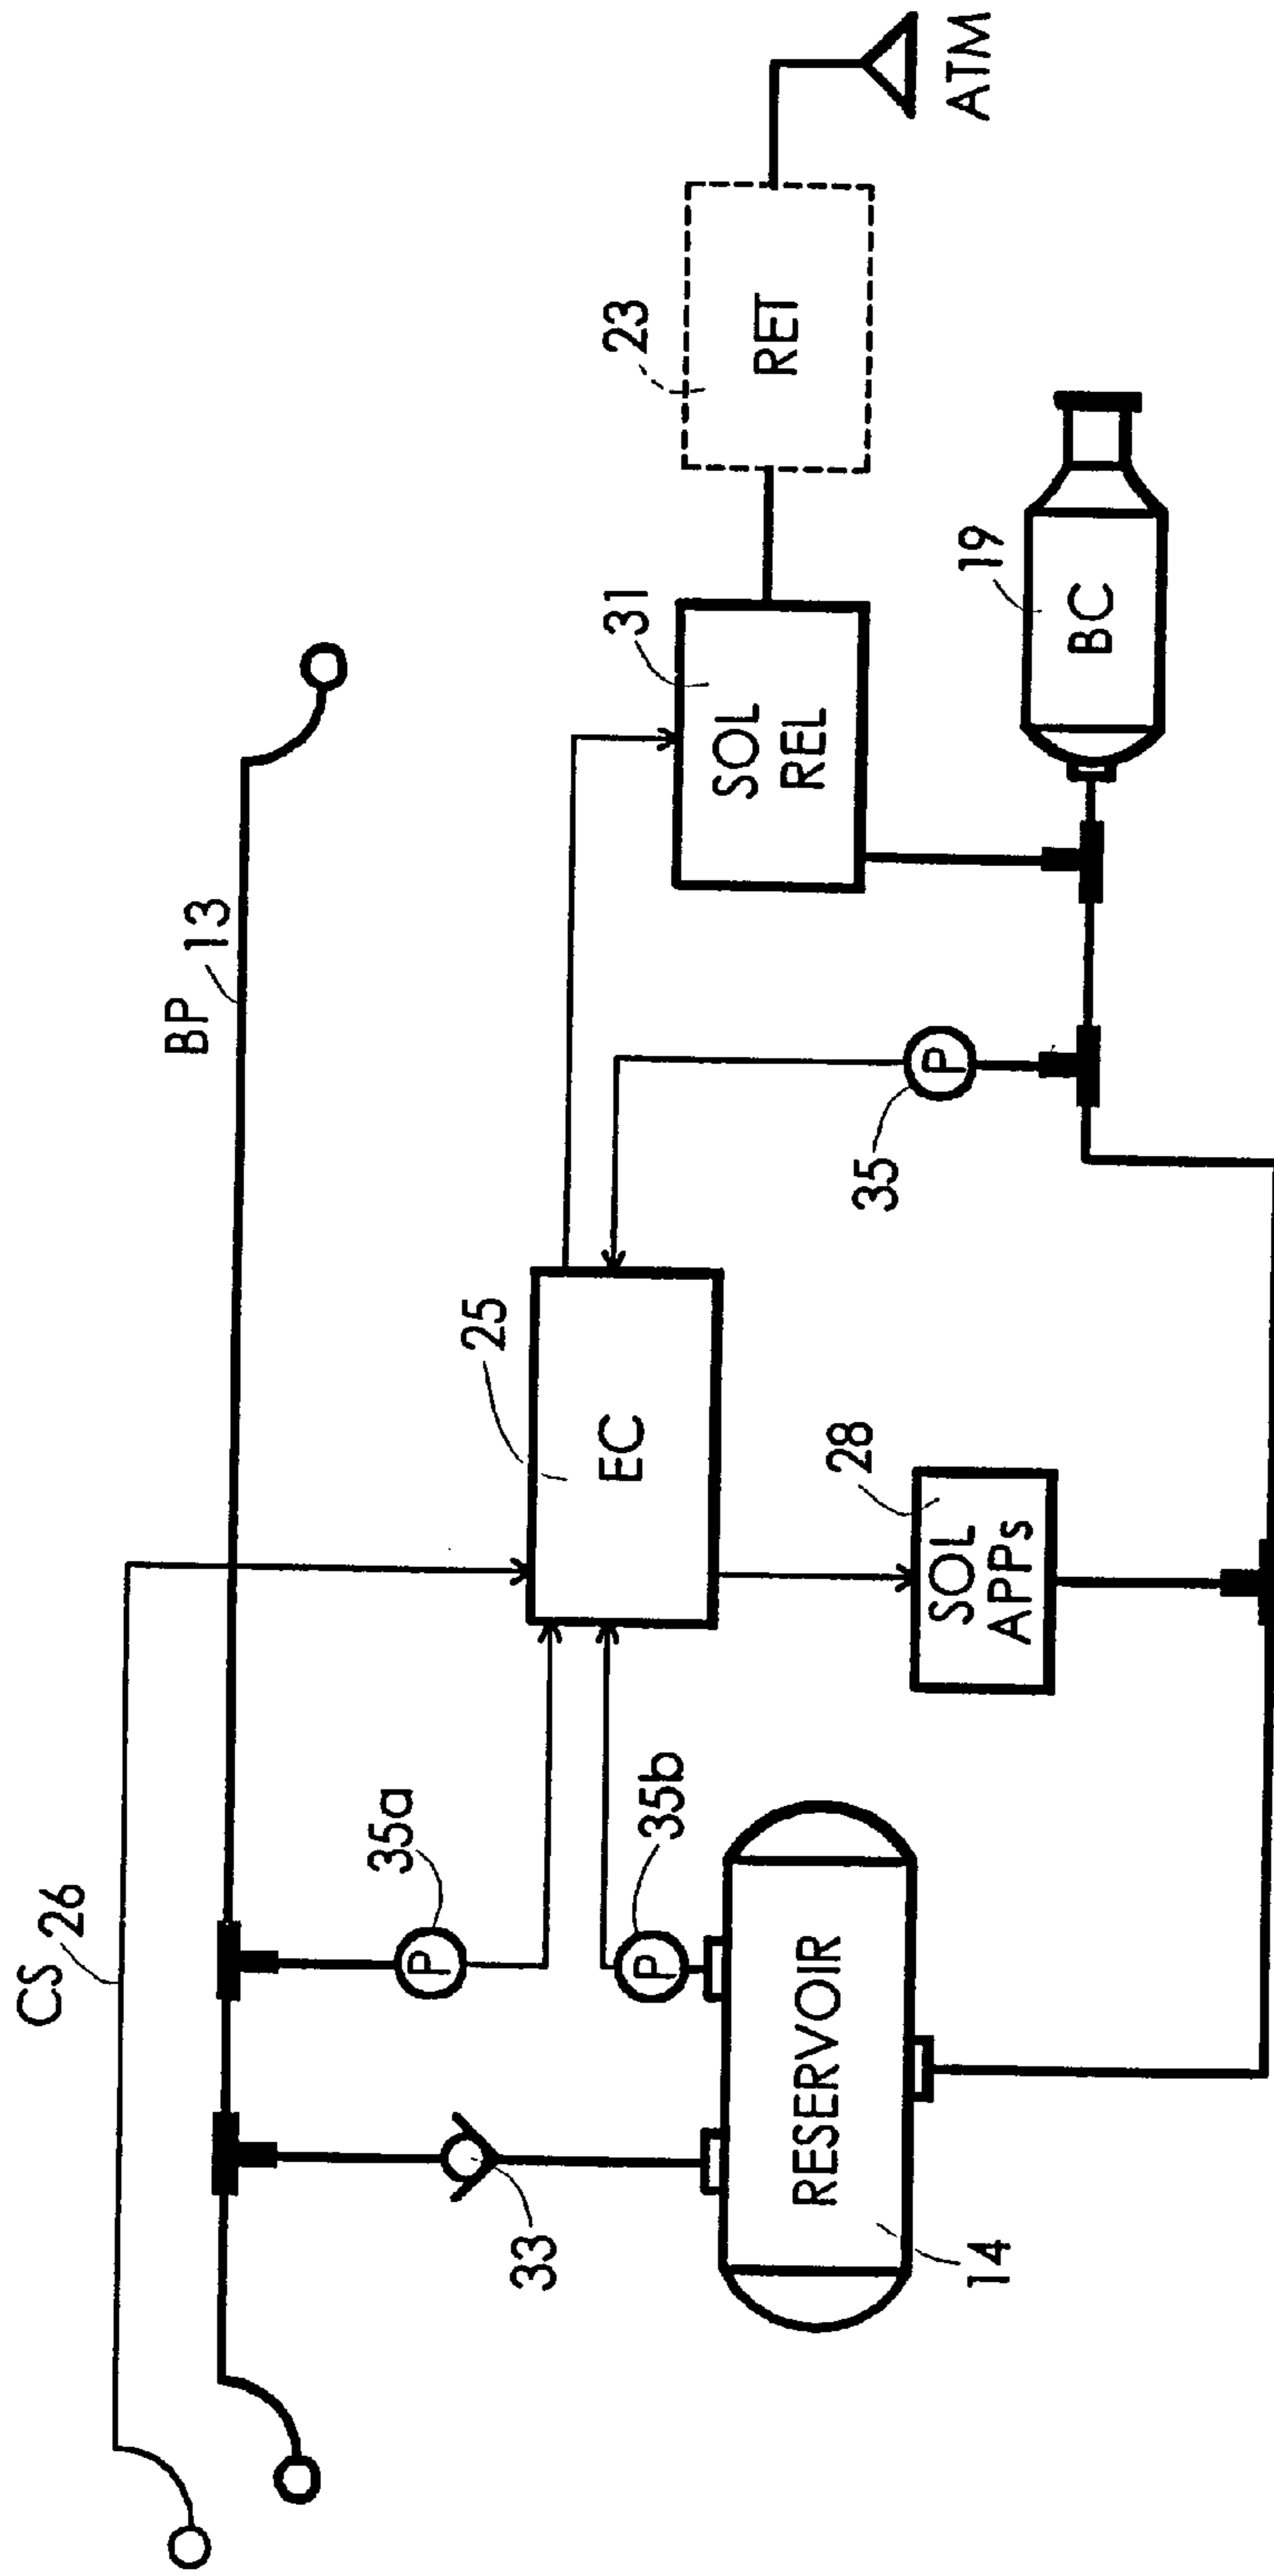 CS 26
BP 13
35a
P
33
35b
P
RESERVOIR
14
25
EC
28
SOL
APPs
35
P
31
SOL
REL
23
RET
ATM
19
BC